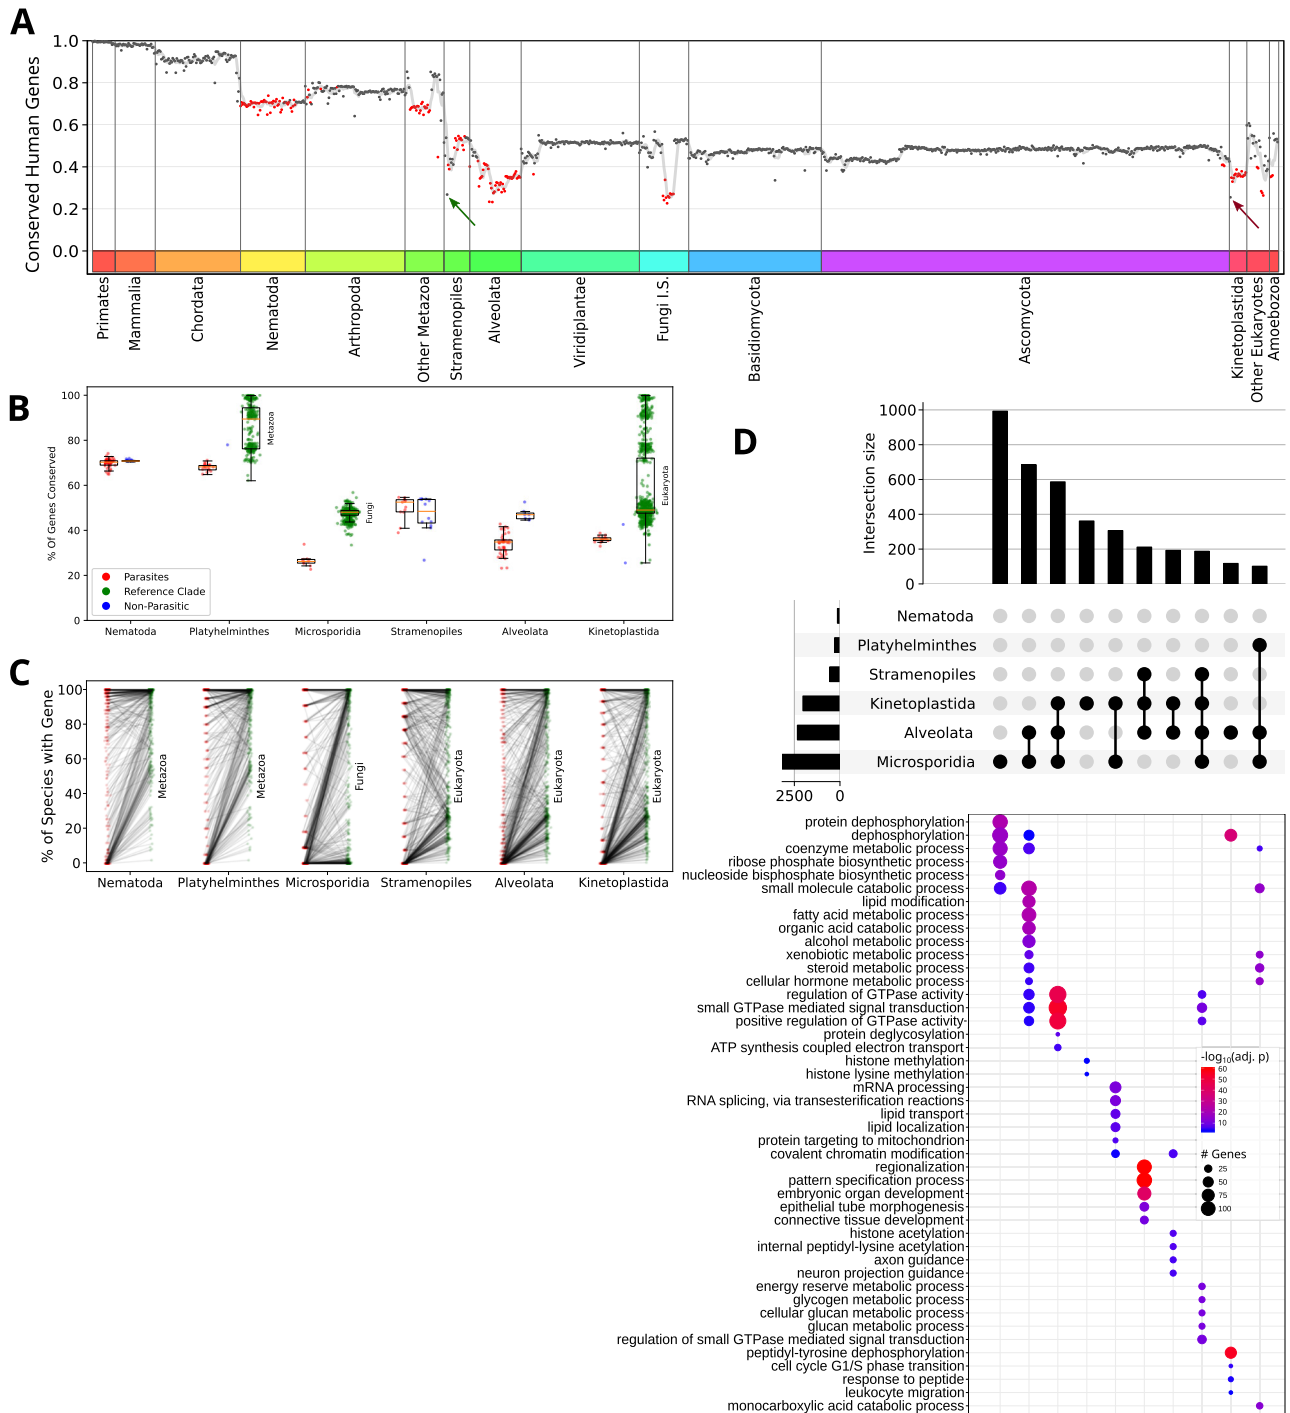 A
Conserved Human Genes
1.0
0.8
0.6
0.4
0.2
0.0
Primates
Mammalia
Chordata
Nematoda
Arthropoda
Other Metazoa
Stramenopiles
Alveolata
Viridiplantae
Fungi I.S.
Basidiomycota
Ascomycota
Kinetoplastida
Other Eukaryotes
Amoebozoa
B
% Of Genes Conserved
100
80
60
40
20
0
Metazoa
Fungi
Eukaryota
Parasites
Reference Clade
Non-Parasitic
Nematoda
Platyhelminthes
Microsporidia
Stramenopiles
Alveolata
Kinetoplastida
C
% of Species with Gene
100
80
60
40
20
0
Metazoa
Metazoa
Fungi
Eukaryota
Eukaryota
Eukaryota
Nematoda
Platyhelminthes
Microsporidia
Stramenopiles
Alveolata
Kinetoplastida
D
Intersection size
1000
800
600
400
200
0
Nematoda
Platyhelminthes
Stramenopiles
Kinetoplastida
Alveolata
Microsporidia
2500
0
protein dephosphorylation
dephosphorylation
coenzyme metabolic process
ribose phosphate biosynthetic process
nucleoside bisphosphate biosynthetic process
small molecule catabolic process
lipid modification
fatty acid metabolic process
organic acid catabolic process
alcohol metabolic process
xenobiotic metabolic process
steroid metabolic process
cellular hormone metabolic process
regulation of GTPase activity
small GTPase mediated signal transduction
positive regulation of GTPase activity
protein deglycosylation
ATP synthesis coupled electron transport
histone methylation
histone lysine methylation
mRNA processing
RNA splicing, via transesterification reactions
lipid transport
lipid localization
protein targeting to mitochondrion
covalent chromatin modification
regionalization
pattern specification process
embryonic organ development
epithelial tube morphogenesis
connective tissue development
histone acetylation
internal peptidyl-lysine acetylation
axon guidance
neuron projection guidance
energy reserve metabolic process
glycogen metabolic process
cellular glucan metabolic process
glucan metabolic process
regulation of small GTPase mediated signal transduction
peptidyl-tyrosine dephosphorylation
cell cycle G1/S phase transition
response to peptide
leukocyte migration
monocarboxylic acid catabolic process
-log₁₀(adj. p)
60
50
40
30
20
10
# Genes
25
50
75
100